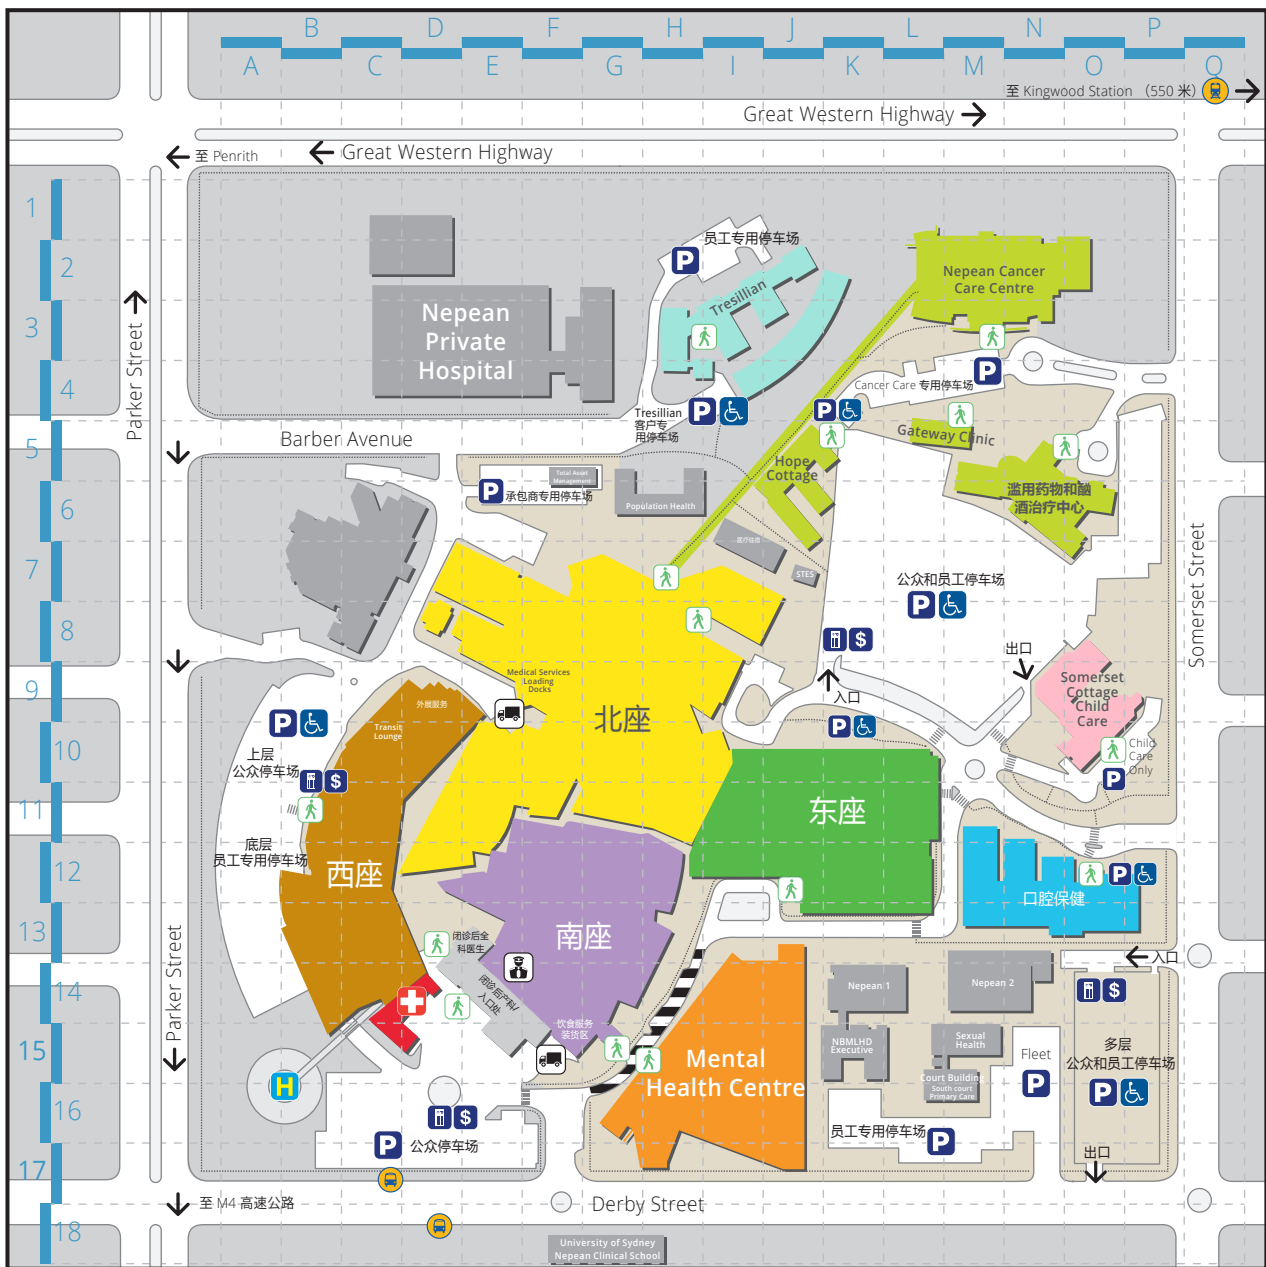 B
D
F
H
J
L
N
P
A
C
E
G
I
K
M
O
Q
至 Kingwood Station （550 米）
Great Western Highway
至 Penrith
Great Western Highway
1
2
3
4
5
6
7
8
9
10
11
12
13
14
15
16
17
18
员工专用停车场
P
Tresillian
Nepean Cancer
Care Centre
Nepean
Private
Hospital
Parker Street
P
Cancer Care 专用停车场
Tresillian
客户专
用停车场
P
P
Barber Avenue
Gateway Clinic
Hope
Cottage
Total Asset
Management
P
承包商专用停车场
Population Health
滥用药物和酗
酒治疗中心
医疗住宿
STES
Somerset Street
公众和员工停车场
P
$
出口
入口
Medical Services
Loading
Docks
外展服务
Transit
Lounge
北座
Somerset
Cottage
Child
Care
P
P
Child
Care
Only
P
上层
公众停车场
$
东座
底层
员工专用停车场
西座
P
口腔保健
南座
闭诊后全
科医生
闭诊后产科/
入口处
入口
Parker Street
Nepean 1
Nepean 2
$
饮食服务
装货区
NBMLHD
Executive
Sexual
Health
Fleet
P
多层
公众和员工停车场
P
Mental
Health Centre
Court Building
South court
Primary Care
H
$
P
公众停车场
员工专用停车场
P
出口
至 M4 高速公路
Derby Street
University of Sydney
Nepean Clinical School